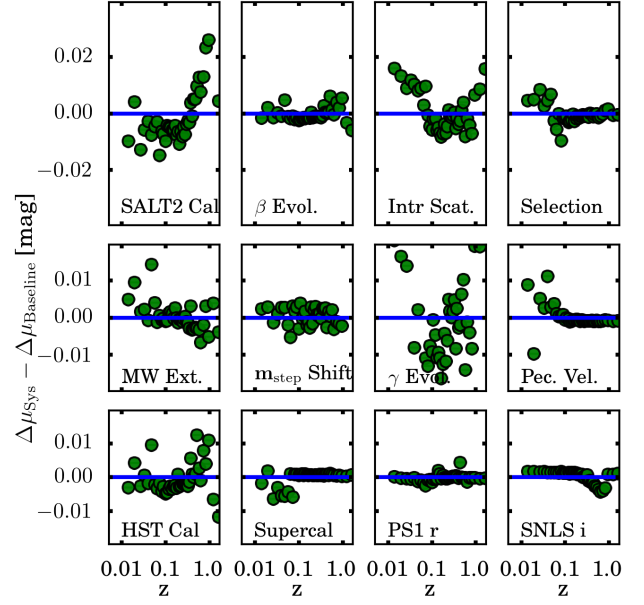 Δμ_Sys − Δμ_Baseline [mag]
0.02
0.00
−0.02
SALT2 Cal
β Evol.
Intr Scat.
Selection
0.01
0.00
−0.01
MW Ext.
m_step Shift
γ Evol.
Pec. Vel.
0.01
0.00
−0.01
HST Cal
Supercal
PS1 r
SNLS i
0.01 0.1 1.0
0.01 0.1 1.0
0.01 0.1 1.0
0.01 0.1 1.0
z
z
z
z